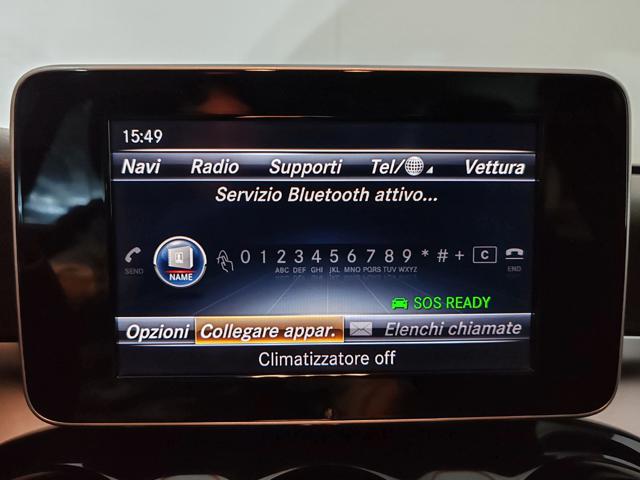 15:49
Navi Radio Supporti Tel/ Vettura
Servizio Bluetooth attivo...
SEND NAME 0 1 2 3 4 5 6 7 8 9 * # + C END
ABC DEF GHI JKL MNO PQRS TUV WXYZ
SOS READY
Opzioni Collegare appar. Elenchi chiamate
Climatizzatore off